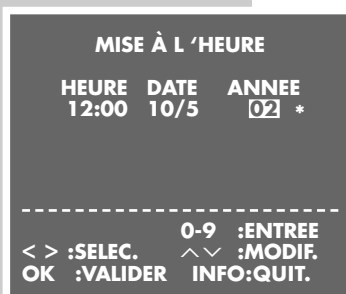 MISE À L ‘HEURE
HEURE DATE ANNEE
12:00 10/5 02 *
0-9 :ENTREE
< > :SELEC. ︿﹀ :MODIF.
OK :VALIDER INFO:QUIT.